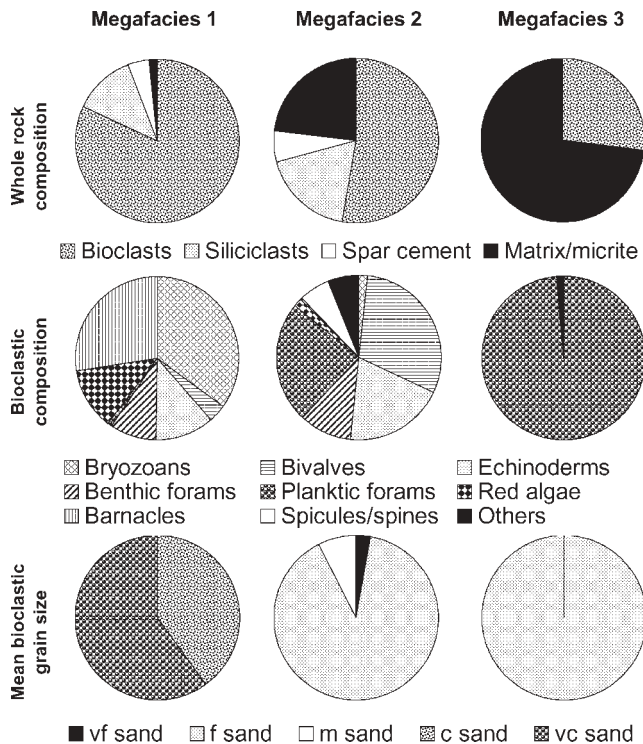 Megafacies 1 Megafacies 2 Megafacies 3
Whole rock
composition
Bioclasts Siliciclasts Spar cement Matrix/micrite
Bioclastic
composition
Bryozoans Bivalves Echinoderms
Benthic forams Planktic forams Red algae
Barnacles Spicules/spines Others
Mean bioclastic
grain size
vf sand f sand m sand c sand vc sand